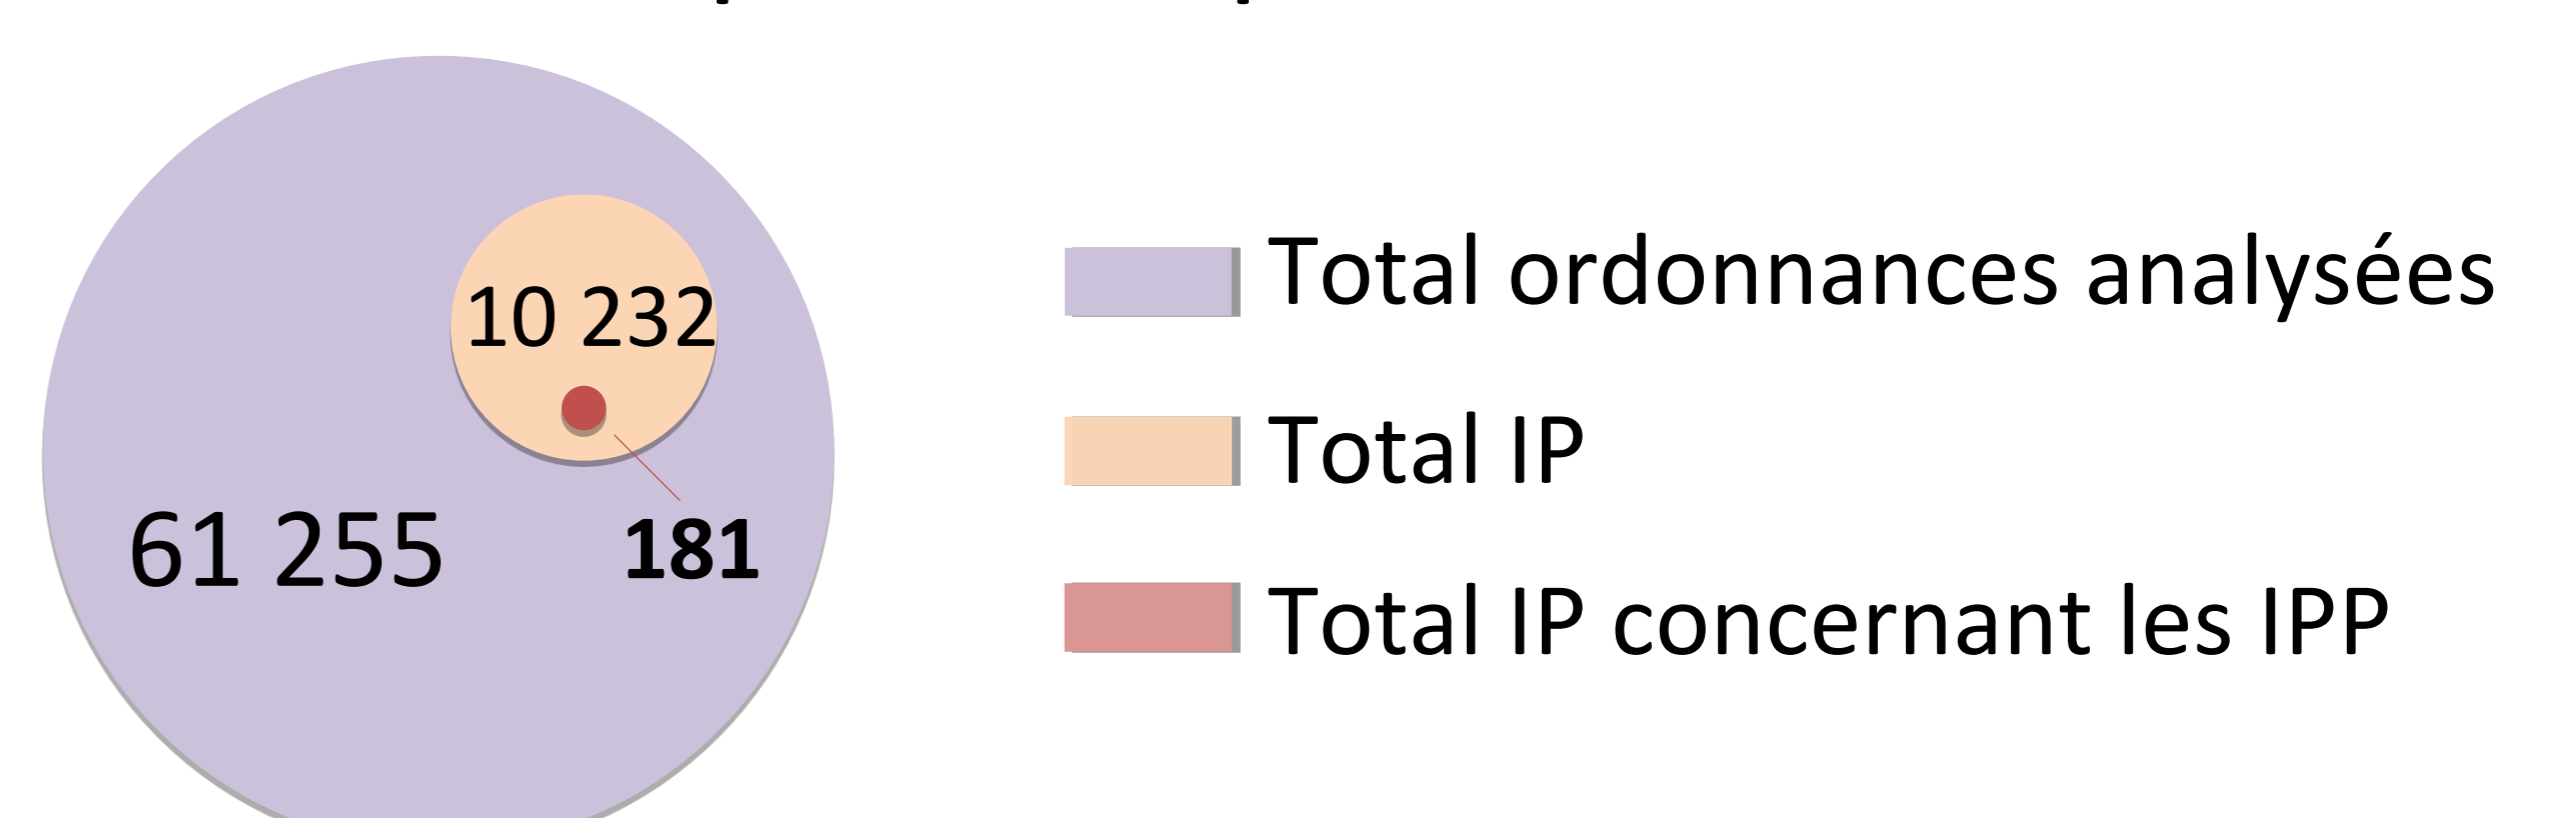 10 232
61 255
181
Total ordonnances analysées
Total IP
Total IP concernant les IPP